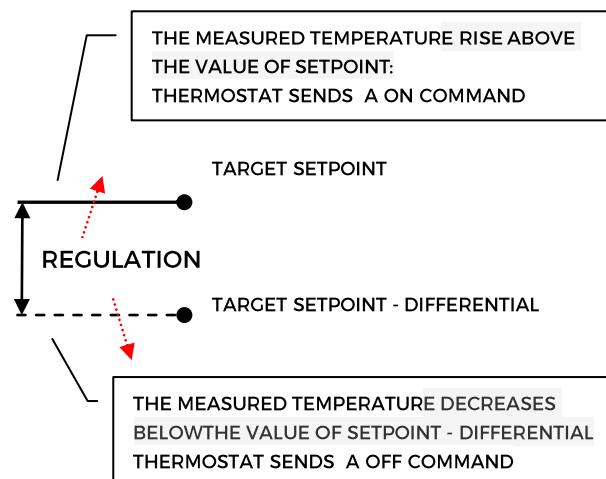 THE MEASURED TEMPERATURE RISE ABOVE
THE VALUE OF SETPOINT:
THERMOSTAT SENDS  A ON COMMAND
TARGET SETPOINT
REGULATION
TARGET SETPOINT - DIFFERENTIAL
THE MEASURED TEMPERATURE DECREASES
BELOWTHE VALUE OF SETPOINT - DIFFERENTIAL
THERMOSTAT SENDS  A OFF COMMAND